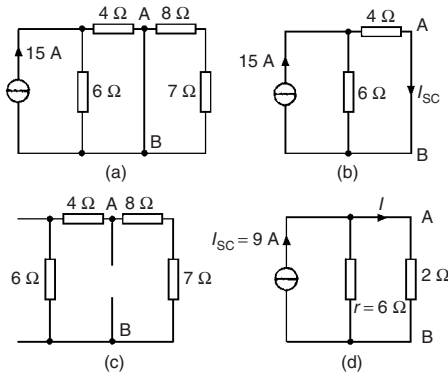 4 Ω A 8 Ω
15 A
6 Ω
7 Ω
B
(a)
4 Ω A
15 A
6 Ω
I_SC
B
(b)
4 Ω A 8 Ω
6 Ω
7 Ω
B
(c)
I A
I_SC = 9 A
r = 6 Ω
2 Ω
B
(d)